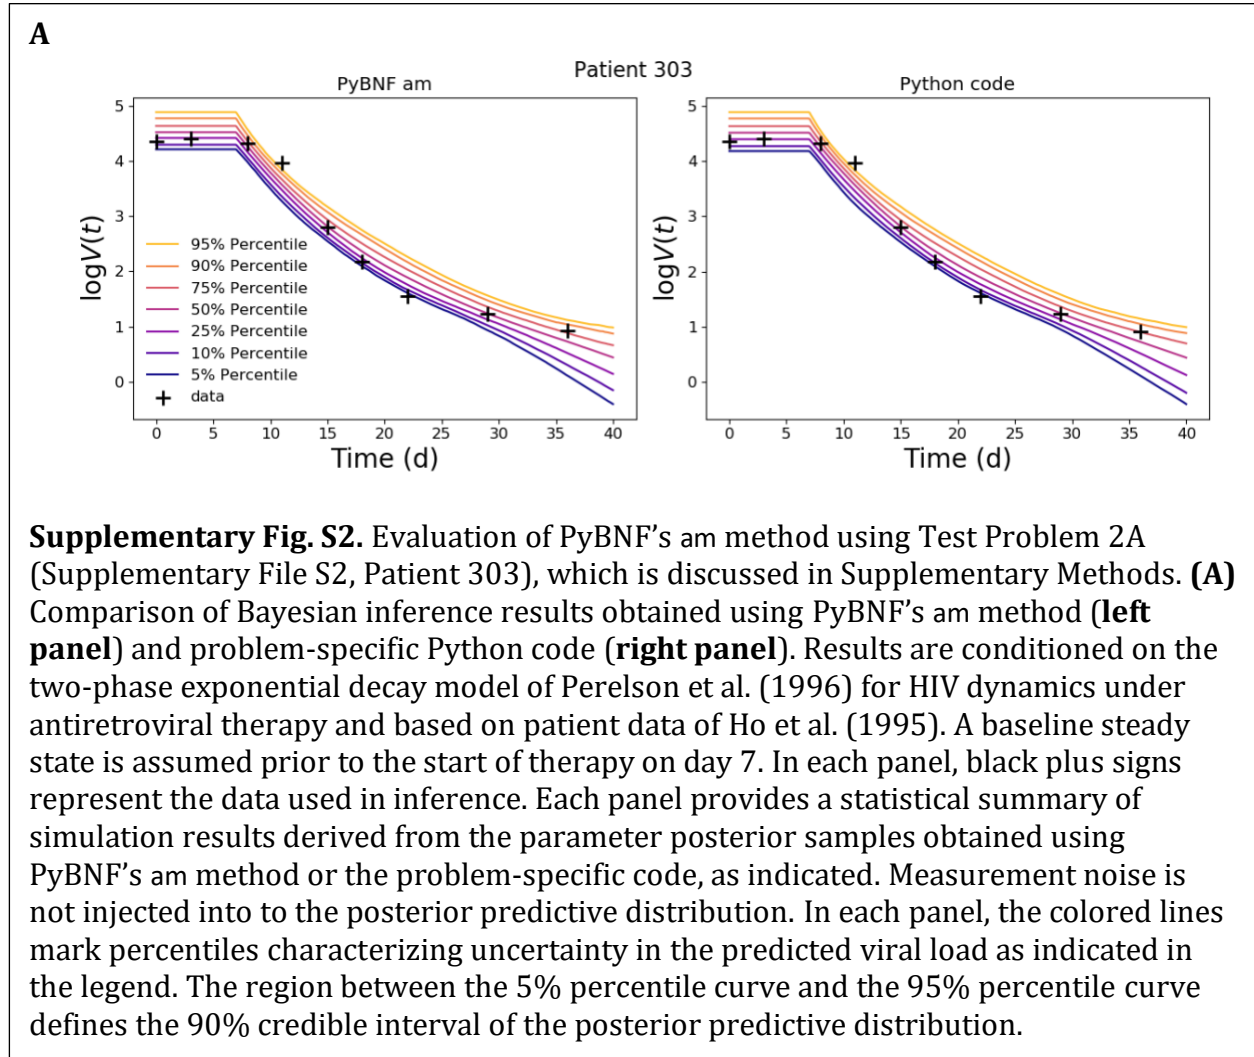 A
Patient 303
PyBNF am
Python code
5
4
3
2
1
0
logV(t)
95% Percentile
90% Percentile
75% Percentile
50% Percentile
25% Percentile
10% Percentile
5% Percentile
data
0 5 10 15 20 25 30 35 40
Time (d)
5
4
3
2
1
0
logV(t)
0 5 10 15 20 25 30 35 40
Time (d)
Supplementary Fig. S2. Evaluation of PyBNF’s am method using Test Problem 2A
(Supplementary File S2, Patient 303), which is discussed in Supplementary Methods. (A)
Comparison of Bayesian inference results obtained using PyBNF’s am method (left
panel) and problem-specific Python code (right panel). Results are conditioned on the
two-phase exponential decay model of Perelson et al. (1996) for HIV dynamics under
antiretroviral therapy and based on patient data of Ho et al. (1995). A baseline steady
state is assumed prior to the start of therapy on day 7. In each panel, black plus signs
represent the data used in inference. Each panel provides a statistical summary of
simulation results derived from the parameter posterior samples obtained using
PyBNF’s am method or the problem-specific code, as indicated. Measurement noise is
not injected into to the posterior predictive distribution. In each panel, the colored lines
mark percentiles characterizing uncertainty in the predicted viral load as indicated in
the legend. The region between the 5% percentile curve and the 95% percentile curve
defines the 90% credible interval of the posterior predictive distribution.